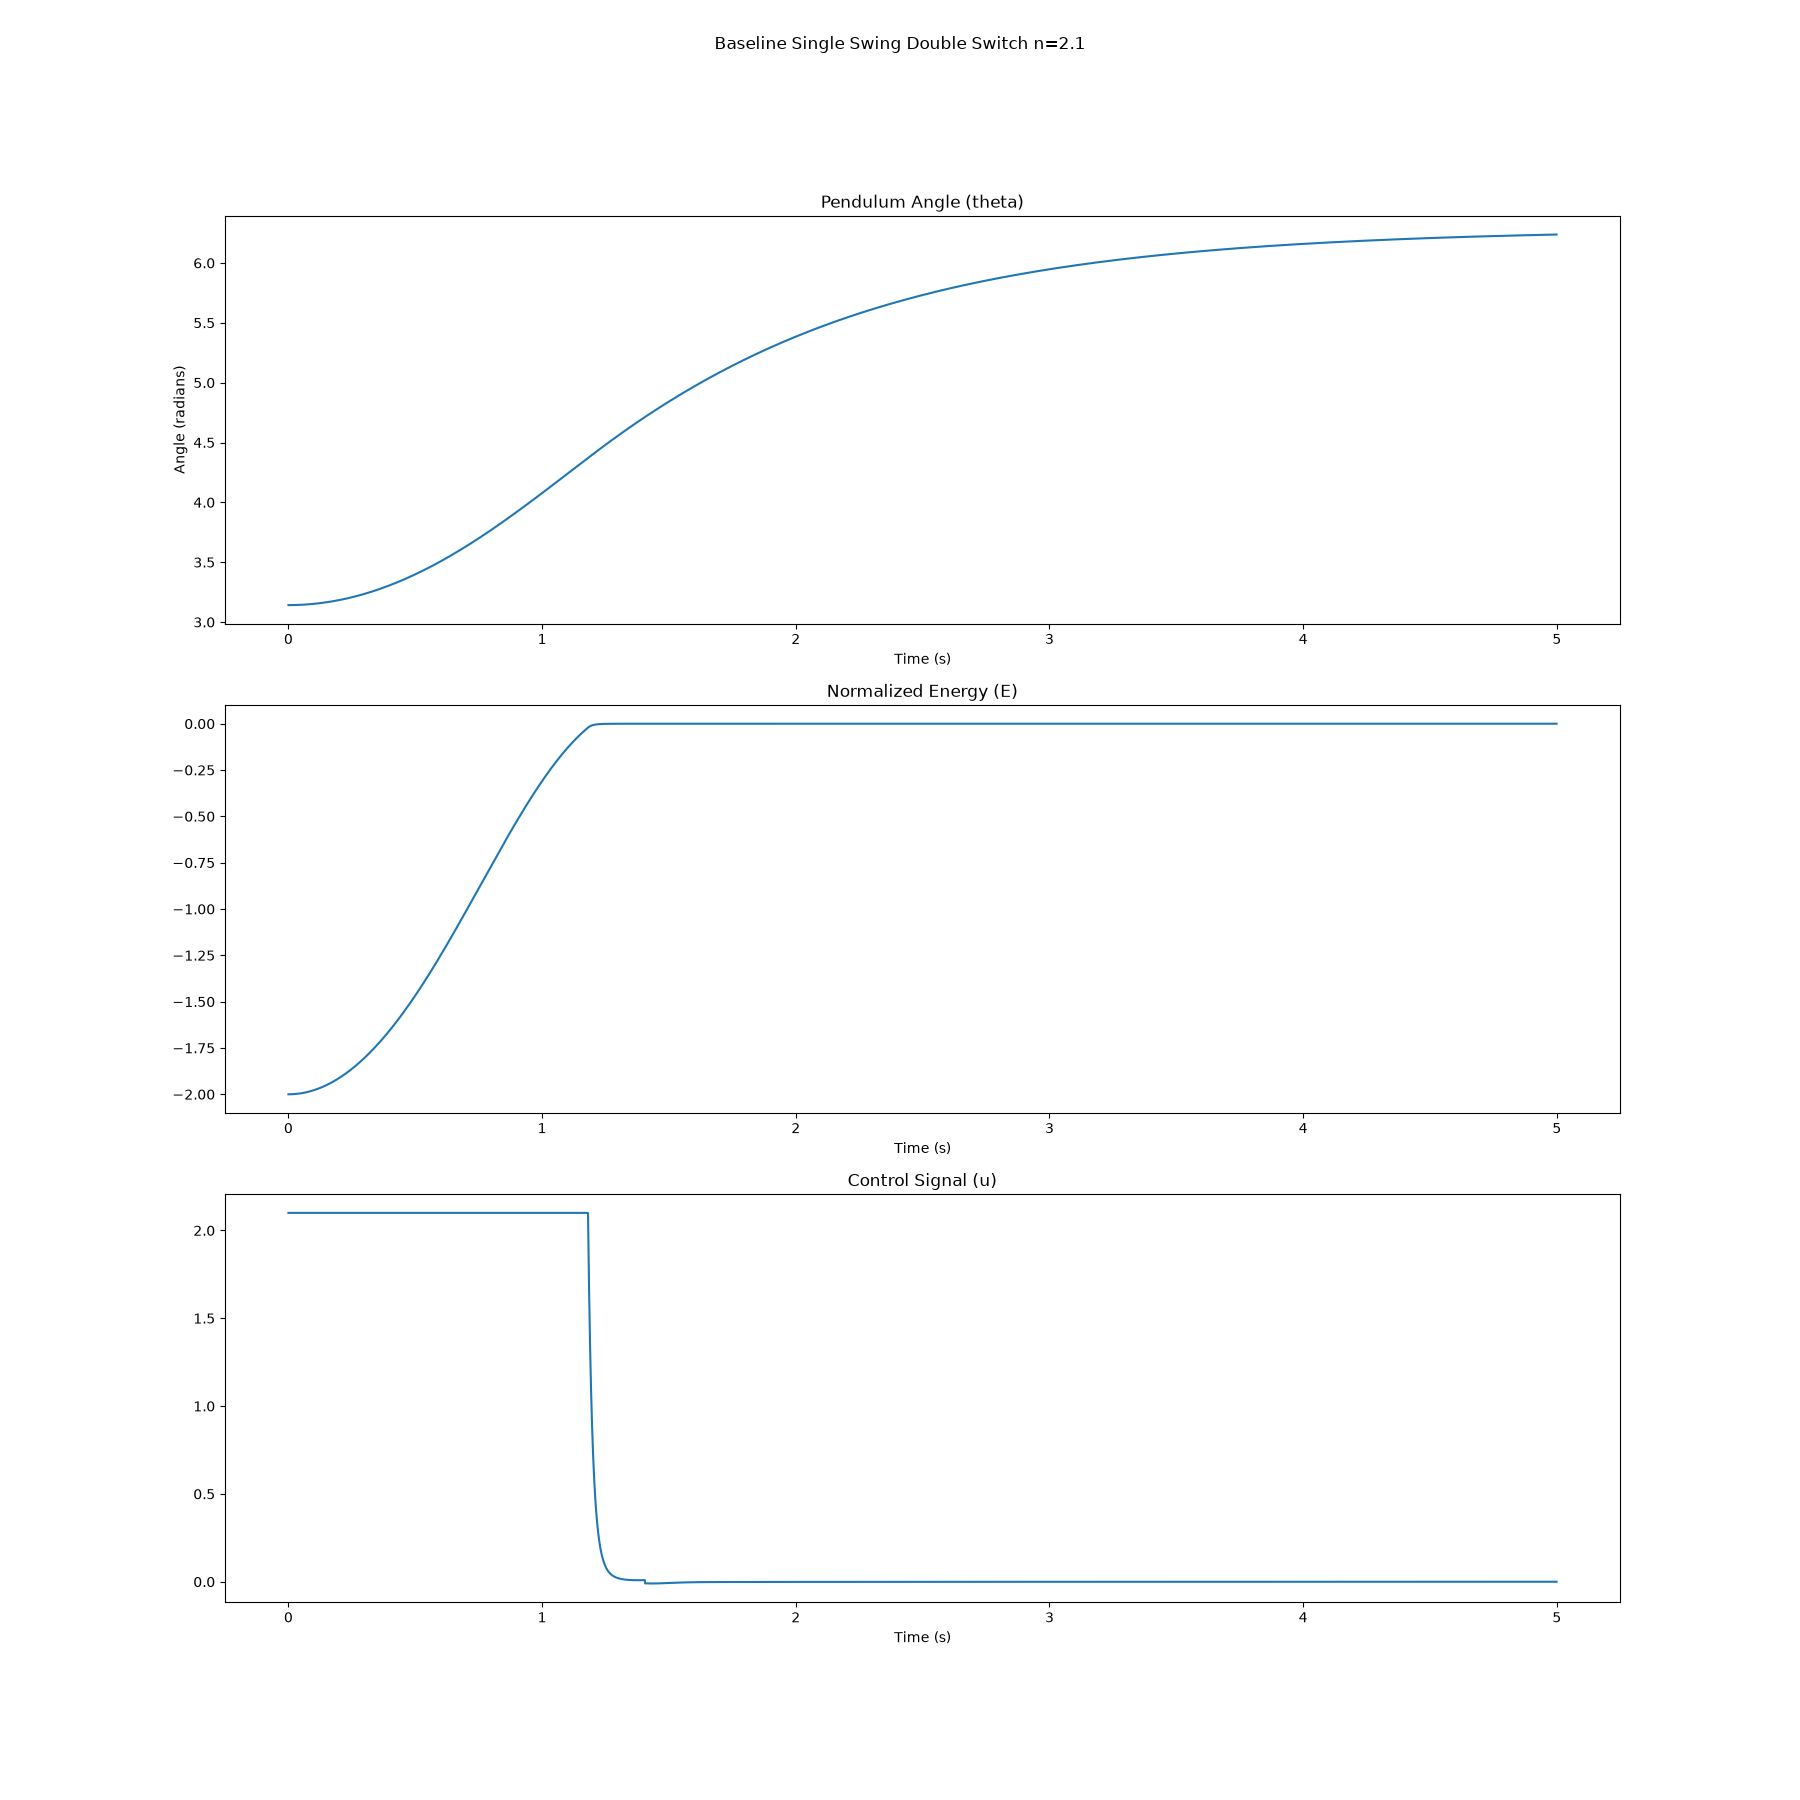 Baseline Single Swing Double Switch n=2.1
Pendulum Angle (theta)
Angle (radians)
6.0
5.5
5.0
4.5
4.0
3.5
3.0
0 1 2 3 4 5
Time (s)
Normalized Energy (E)
0.00
−0.25
−0.50
−0.75
−1.00
−1.25
−1.50
−1.75
−2.00
0 1 2 3 4 5
Time (s)
Control Signal (u)
2.0
1.5
1.0
0.5
0.0
0 1 2 3 4 5
Time (s)